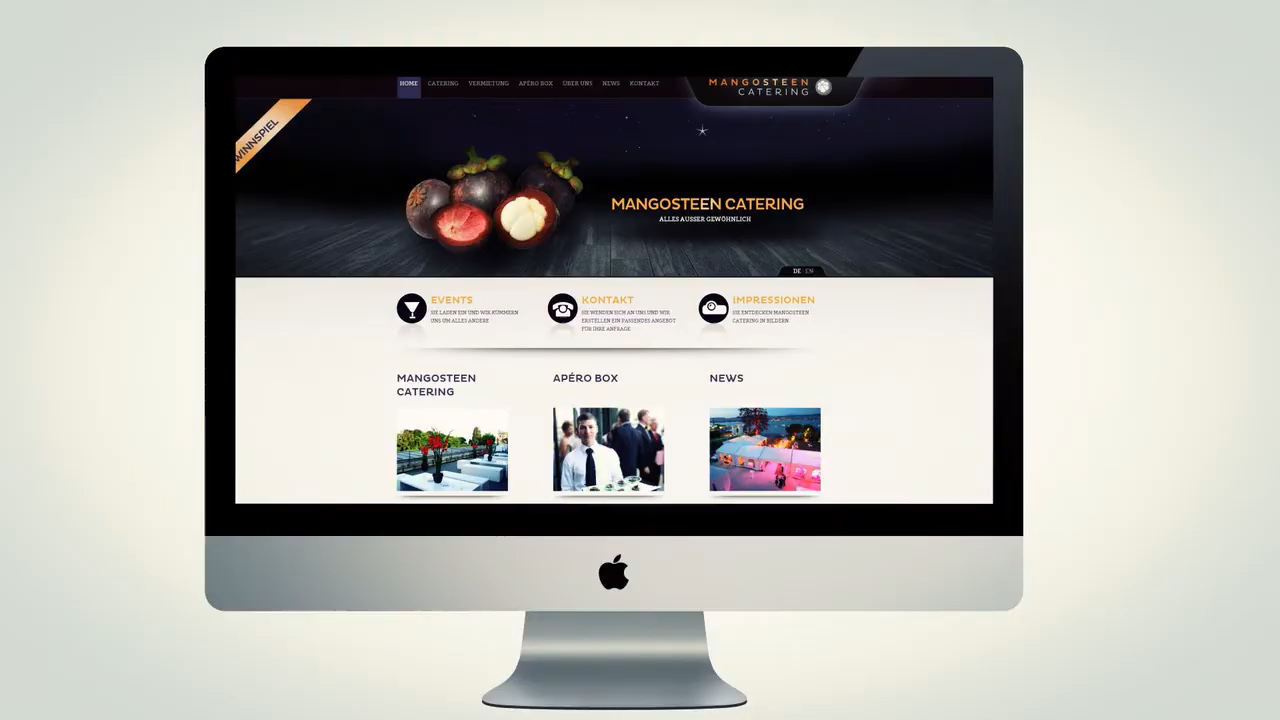 HOME CATERING VERMIETUNG APÉRO BOX ÜBER UNS NEWS KONTAKT
MANGOSTEEN
CATERING
WINNSPIEL
MANGOSTEEN CATERING
ALLES AUSSER GEWÖHNLICH
DE EN
EVENTS
SIE LADEN EIN UND WIR KÜMMERN
UNS UM ALLES ANDERE
KONTAKT
SIE WENDEN SICH AN UNS UND WIR
ERSTELLEN EIN PASSENDES ANGEBOT
FÜR IHRE ANFRAGE
IMPRESSIONEN
SIE ENTDECKEN MANGOSTEEN
CATERING IN BILDERN
MANGOSTEEN
CATERING
APÉRO BOX
NEWS